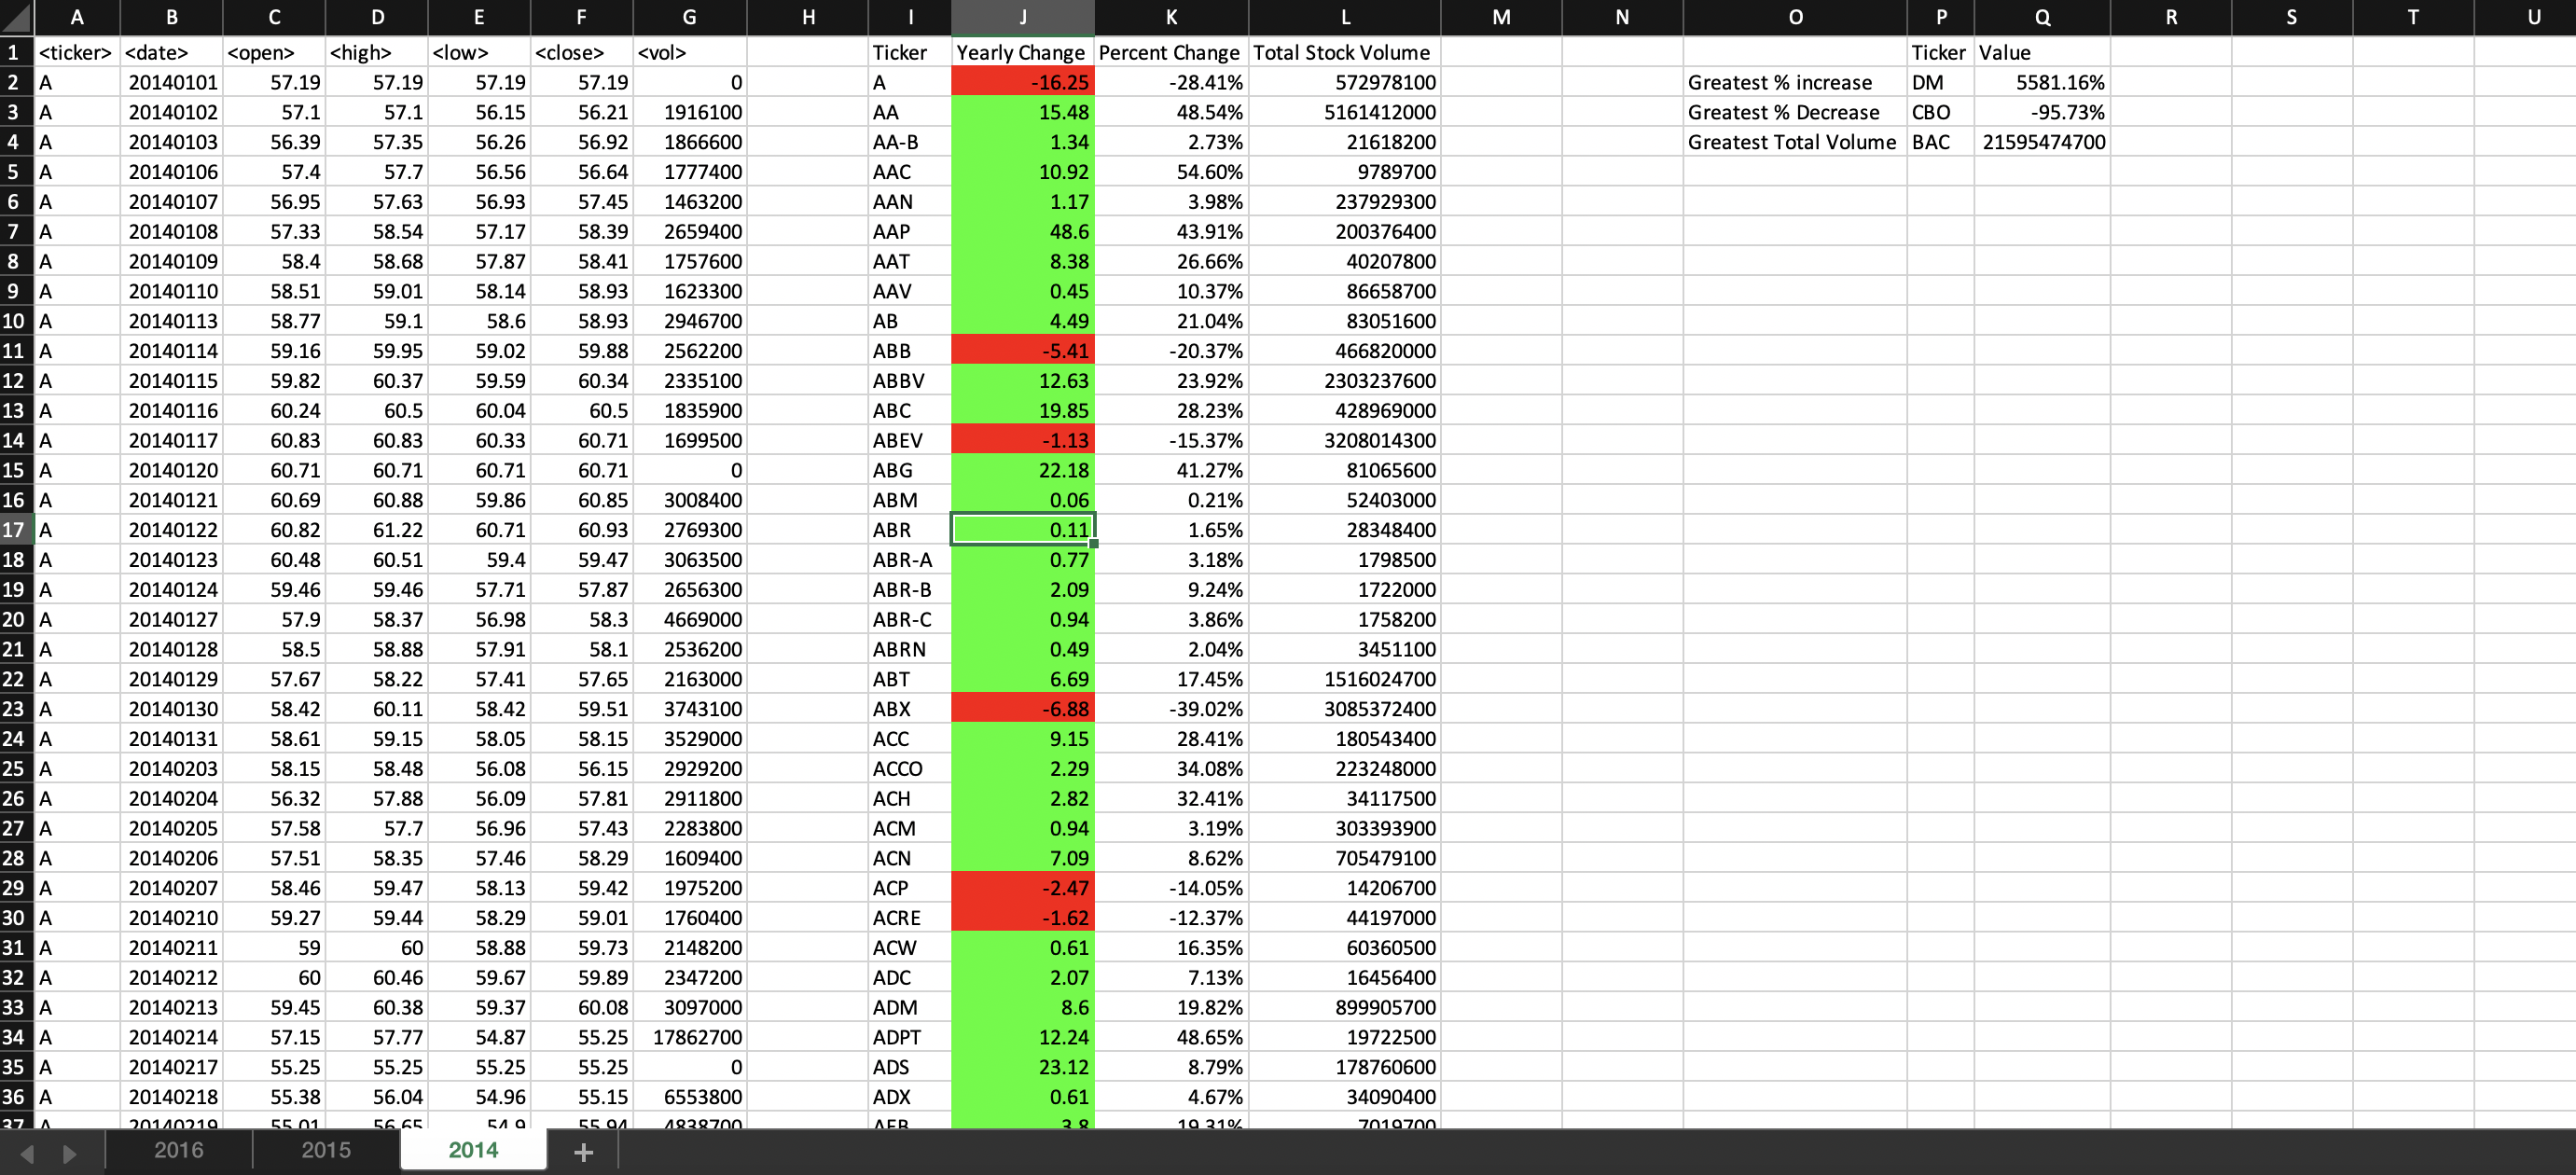 A B C D E F G H I J K L M N O P Q R S T U
1 <ticker> <date> <open> <high> <low> <close> <vol> Ticker Yearly Change Percent Change Total Stock Volume Ticker Value
2 A 20140101 57.19 57.19 57.19 57.19 0 A -16.25 -28.41% 572978100 Greatest % increase DM 5581.16%
3 A 20140102 57.1 57.1 56.15 56.21 1916100 AA 15.48 48.54% 5161412000 Greatest % Decrease CBO -95.73%
4 A 20140103 56.39 57.35 56.26 56.92 1866600 AA-B 1.34 2.73% 21618200 Greatest Total Volume BAC 21595474700
5 A 20140106 57.4 57.7 56.56 56.64 1777400 AAC 10.92 54.60% 9789700
6 A 20140107 56.95 57.63 56.93 57.45 1463200 AAN 1.17 3.98% 237929300
7 A 20140108 57.33 58.54 57.17 58.39 2659400 AAP 48.6 43.91% 200376400
8 A 20140109 58.4 58.68 57.87 58.41 1757600 AAT 8.38 26.66% 40207800
9 A 20140110 58.51 59.01 58.14 58.93 1623300 AAV 0.45 10.37% 86658700
10 A 20140113 58.77 59.1 58.6 58.93 2946700 AB 4.49 21.04% 83051600
11 A 20140114 59.16 59.95 59.02 59.88 2562200 ABB -5.41 -20.37% 466820000
12 A 20140115 59.82 60.37 59.59 60.34 2335100 ABBV 12.63 23.92% 2303237600
13 A 20140116 60.24 60.5 60.04 60.5 1835900 ABC 19.85 28.23% 428969000
14 A 20140117 60.83 60.83 60.33 60.71 1699500 ABEV -1.13 -15.37% 3208014300
15 A 20140120 60.71 60.71 60.71 60.71 0 ABG 22.18 41.27% 81065600
16 A 20140121 60.69 60.88 59.86 60.85 3008400 ABM 0.06 0.21% 52403000
17 A 20140122 60.82 61.22 60.71 60.93 2769300 ABR 0.11 1.65% 28348400
18 A 20140123 60.48 60.51 59.4 59.47 3063500 ABR-A 0.77 3.18% 1798500
19 A 20140124 59.46 59.46 57.71 57.87 2656300 ABR-B 2.09 9.24% 1722000
20 A 20140127 57.9 58.37 56.98 58.3 4669000 ABR-C 0.94 3.86% 1758200
21 A 20140128 58.5 58.88 57.91 58.1 2536200 ABRN 0.49 2.04% 3451100
22 A 20140129 57.67 58.22 57.41 57.65 2163000 ABT 6.69 17.45% 1516024700
23 A 20140130 58.42 60.11 58.42 59.51 3743100 ABX -6.88 -39.02% 3085372400
24 A 20140131 58.61 59.15 58.05 58.15 3529000 ACC 9.15 28.41% 180543400
25 A 20140203 58.15 58.48 56.08 56.15 2929200 ACCO 2.29 34.08% 223248000
26 A 20140204 56.32 57.88 56.09 57.81 2911800 ACH 2.82 32.41% 34117500
27 A 20140205 57.58 57.7 56.96 57.43 2283800 ACM 0.94 3.19% 303393900
28 A 20140206 57.51 58.35 57.46 58.29 1609400 ACN 7.09 8.62% 705479100
29 A 20140207 58.46 59.47 58.13 59.42 1975200 ACP -2.47 -14.05% 14206700
30 A 20140210 59.27 59.44 58.29 59.01 1760400 ACRE -1.62 -12.37% 44197000
31 A 20140211 59 60 58.88 59.73 2148200 ACW 0.61 16.35% 60360500
32 A 20140212 60 60.46 59.67 59.89 2347200 ADC 2.07 7.13% 16456400
33 A 20140213 59.45 60.38 59.37 60.08 3097000 ADM 8.6 19.82% 899905700
34 A 20140214 57.15 57.77 54.87 55.25 17862700 ADPT 12.24 48.65% 19722500
35 A 20140217 55.25 55.25 55.25 55.25 0 ADS 23.12 8.79% 178760600
36 A 20140218 55.38 56.04 54.96 55.15 6553800 ADX 0.61 4.67% 34090400
37 A 20140219 55.01 56.65 54.9 55.94 4838700 AEB 3.8 19.31% 7019700
2016 2015 2014 +